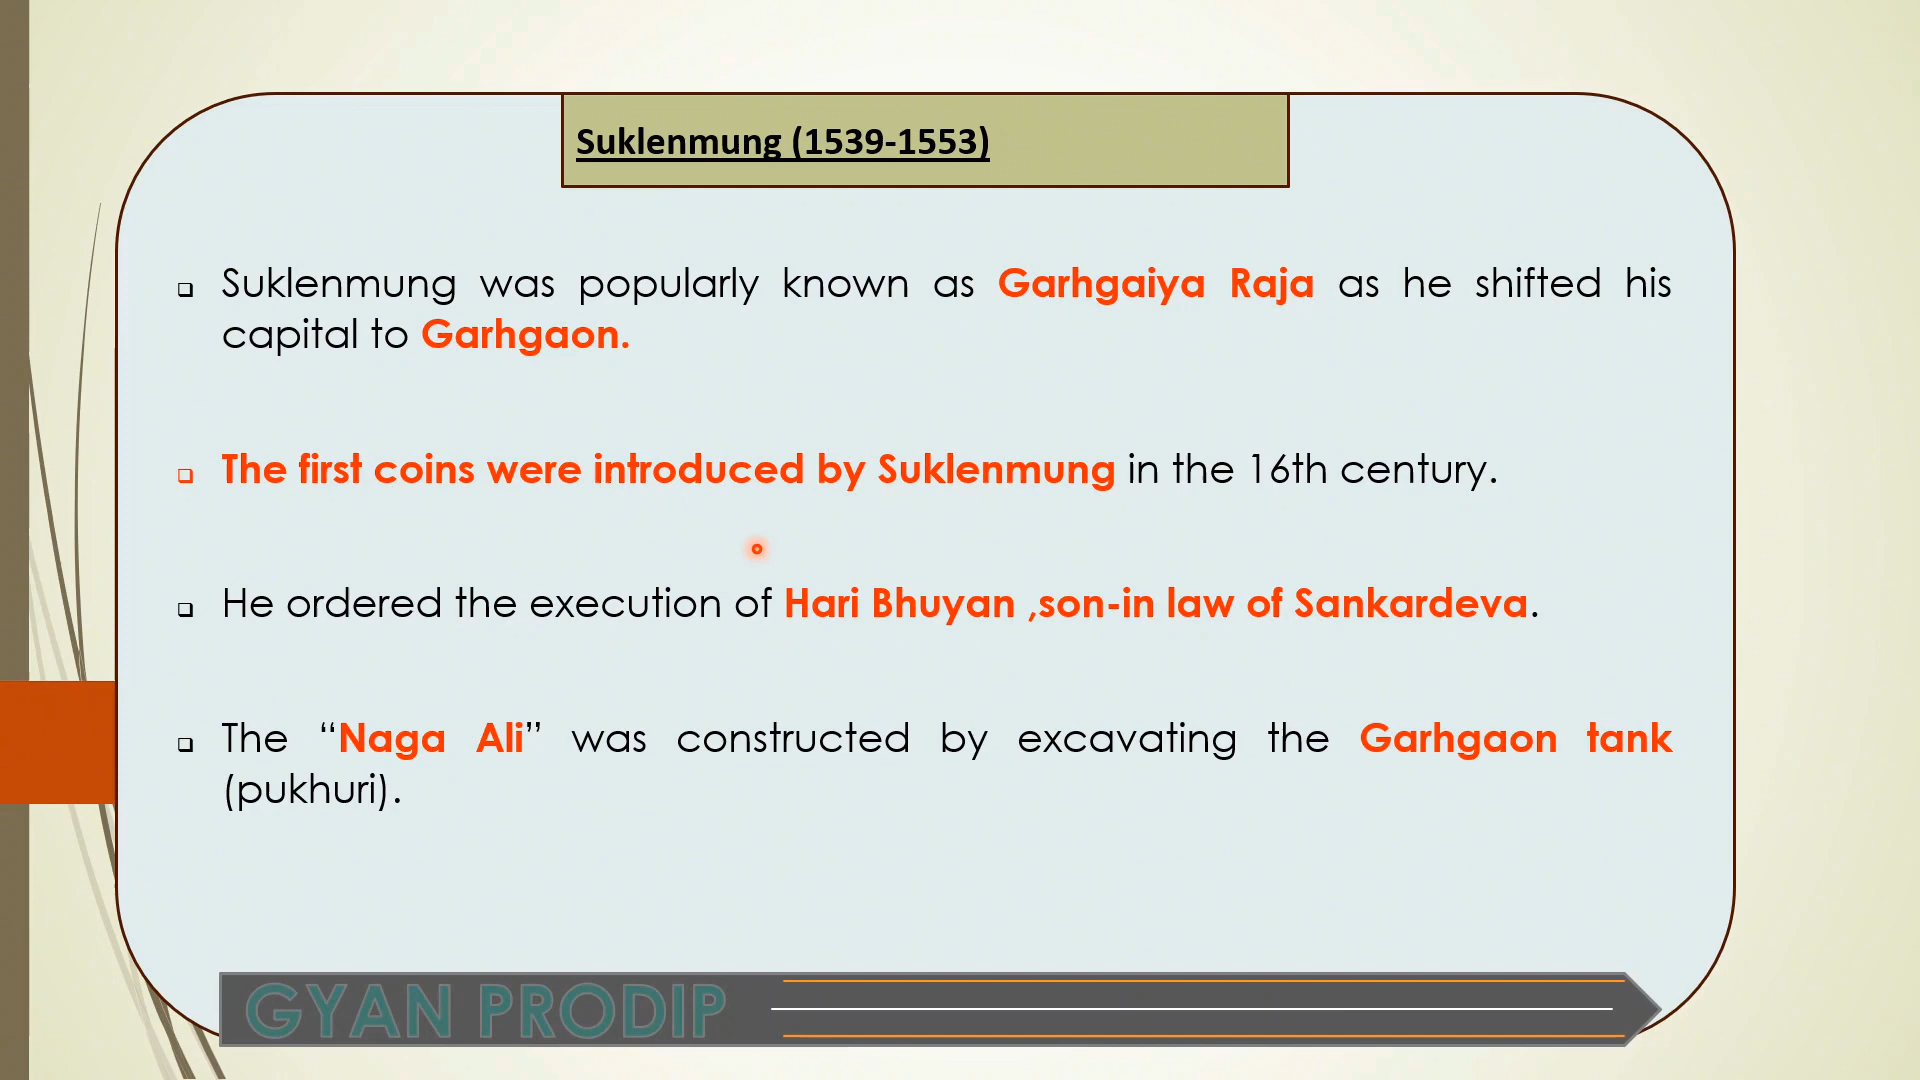 Suklenmung (1539-1553)
Suklenmung was popularly known as Garhgaiya Raja as he shifted his
capital to Garhgaon.
The first coins were introduced by Suklenmung in the 16th century.
He ordered the execution of Hari Bhuyan ,son-in law of Sankardeva.
The “Naga Ali” was constructed by excavating the Garhgaon tank
(pukhuri).
GYAN PRODIP